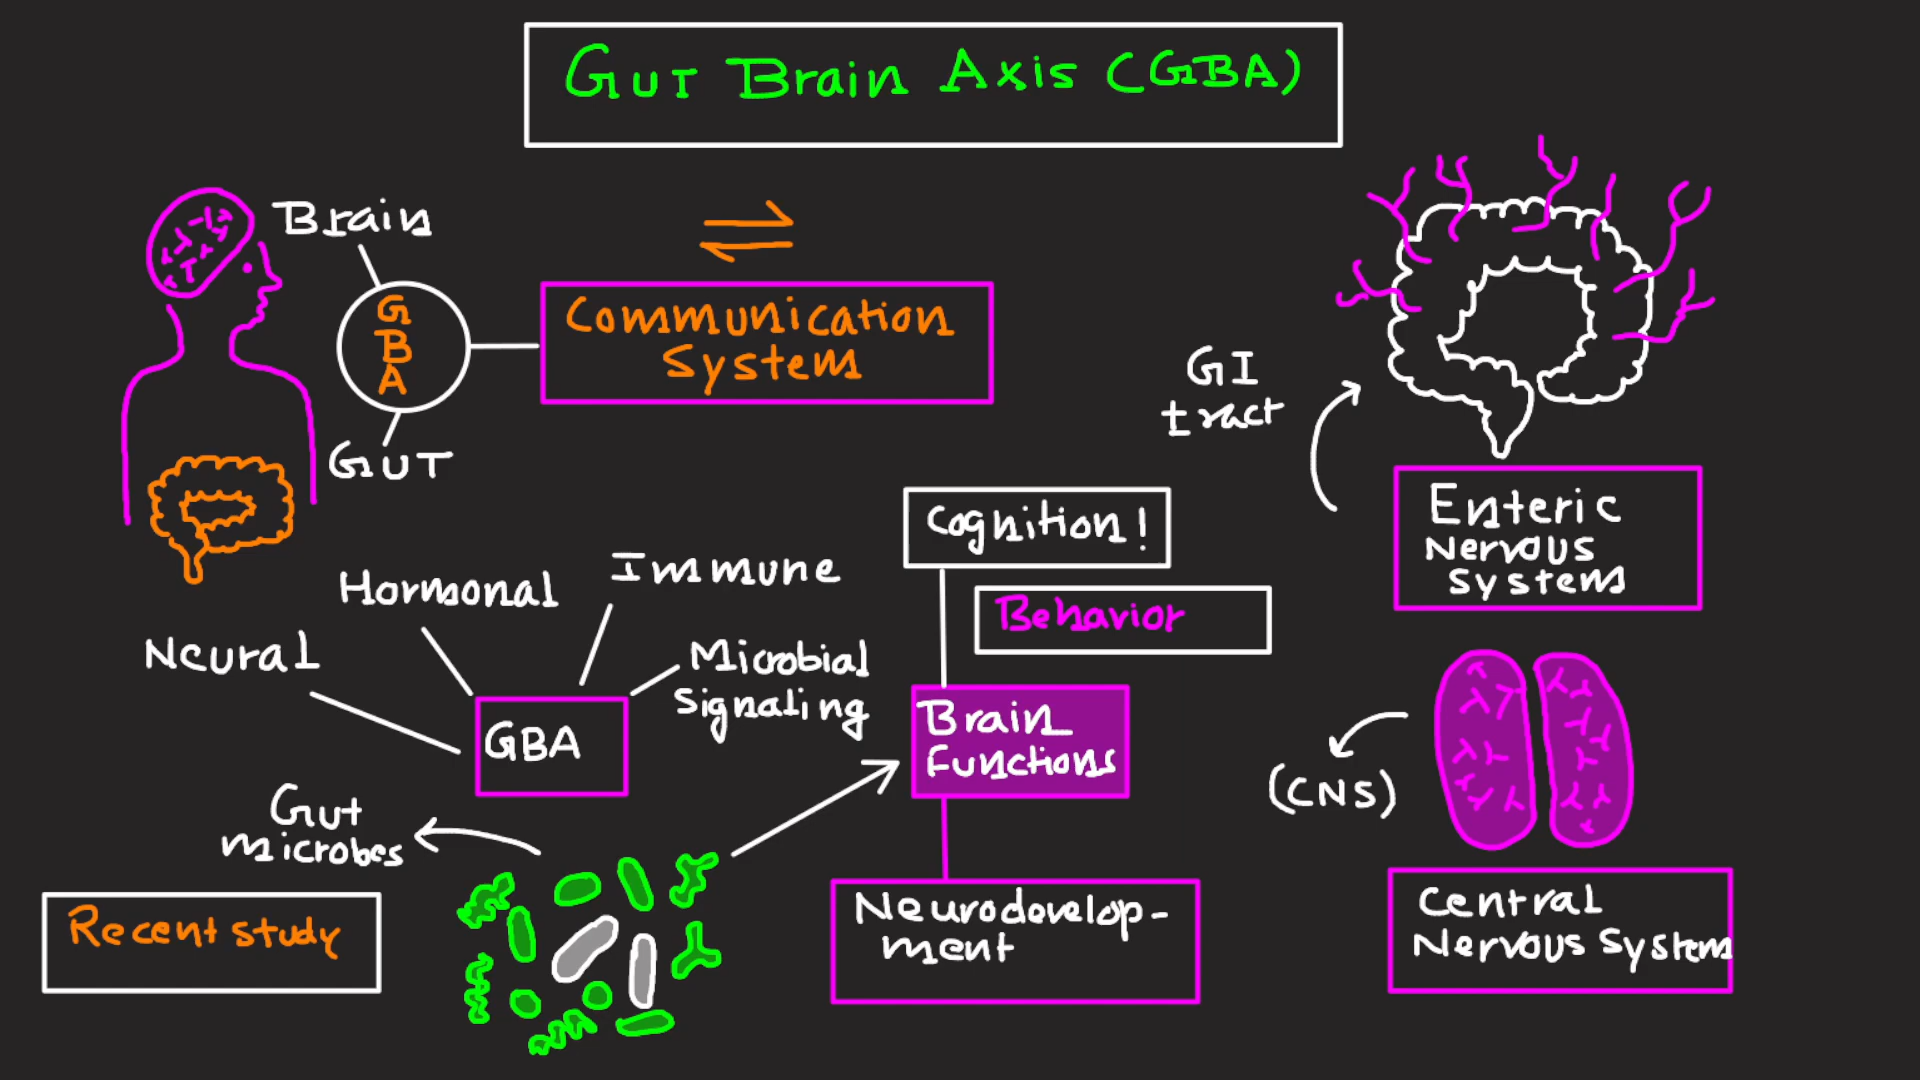 Gut Brain Axis (GBA)
Brain
G
B
A
Gut
Communication
System
GI
tract
Enteric
Nervous
System
Cognition!
Behavior
Immune
Hormonal
Neural
Microbial
Signaling
GBA
Brain
Functions
Gut
microbes
Recent study
Neurodevelop-
ment
(CNS)
Central
Nervous System